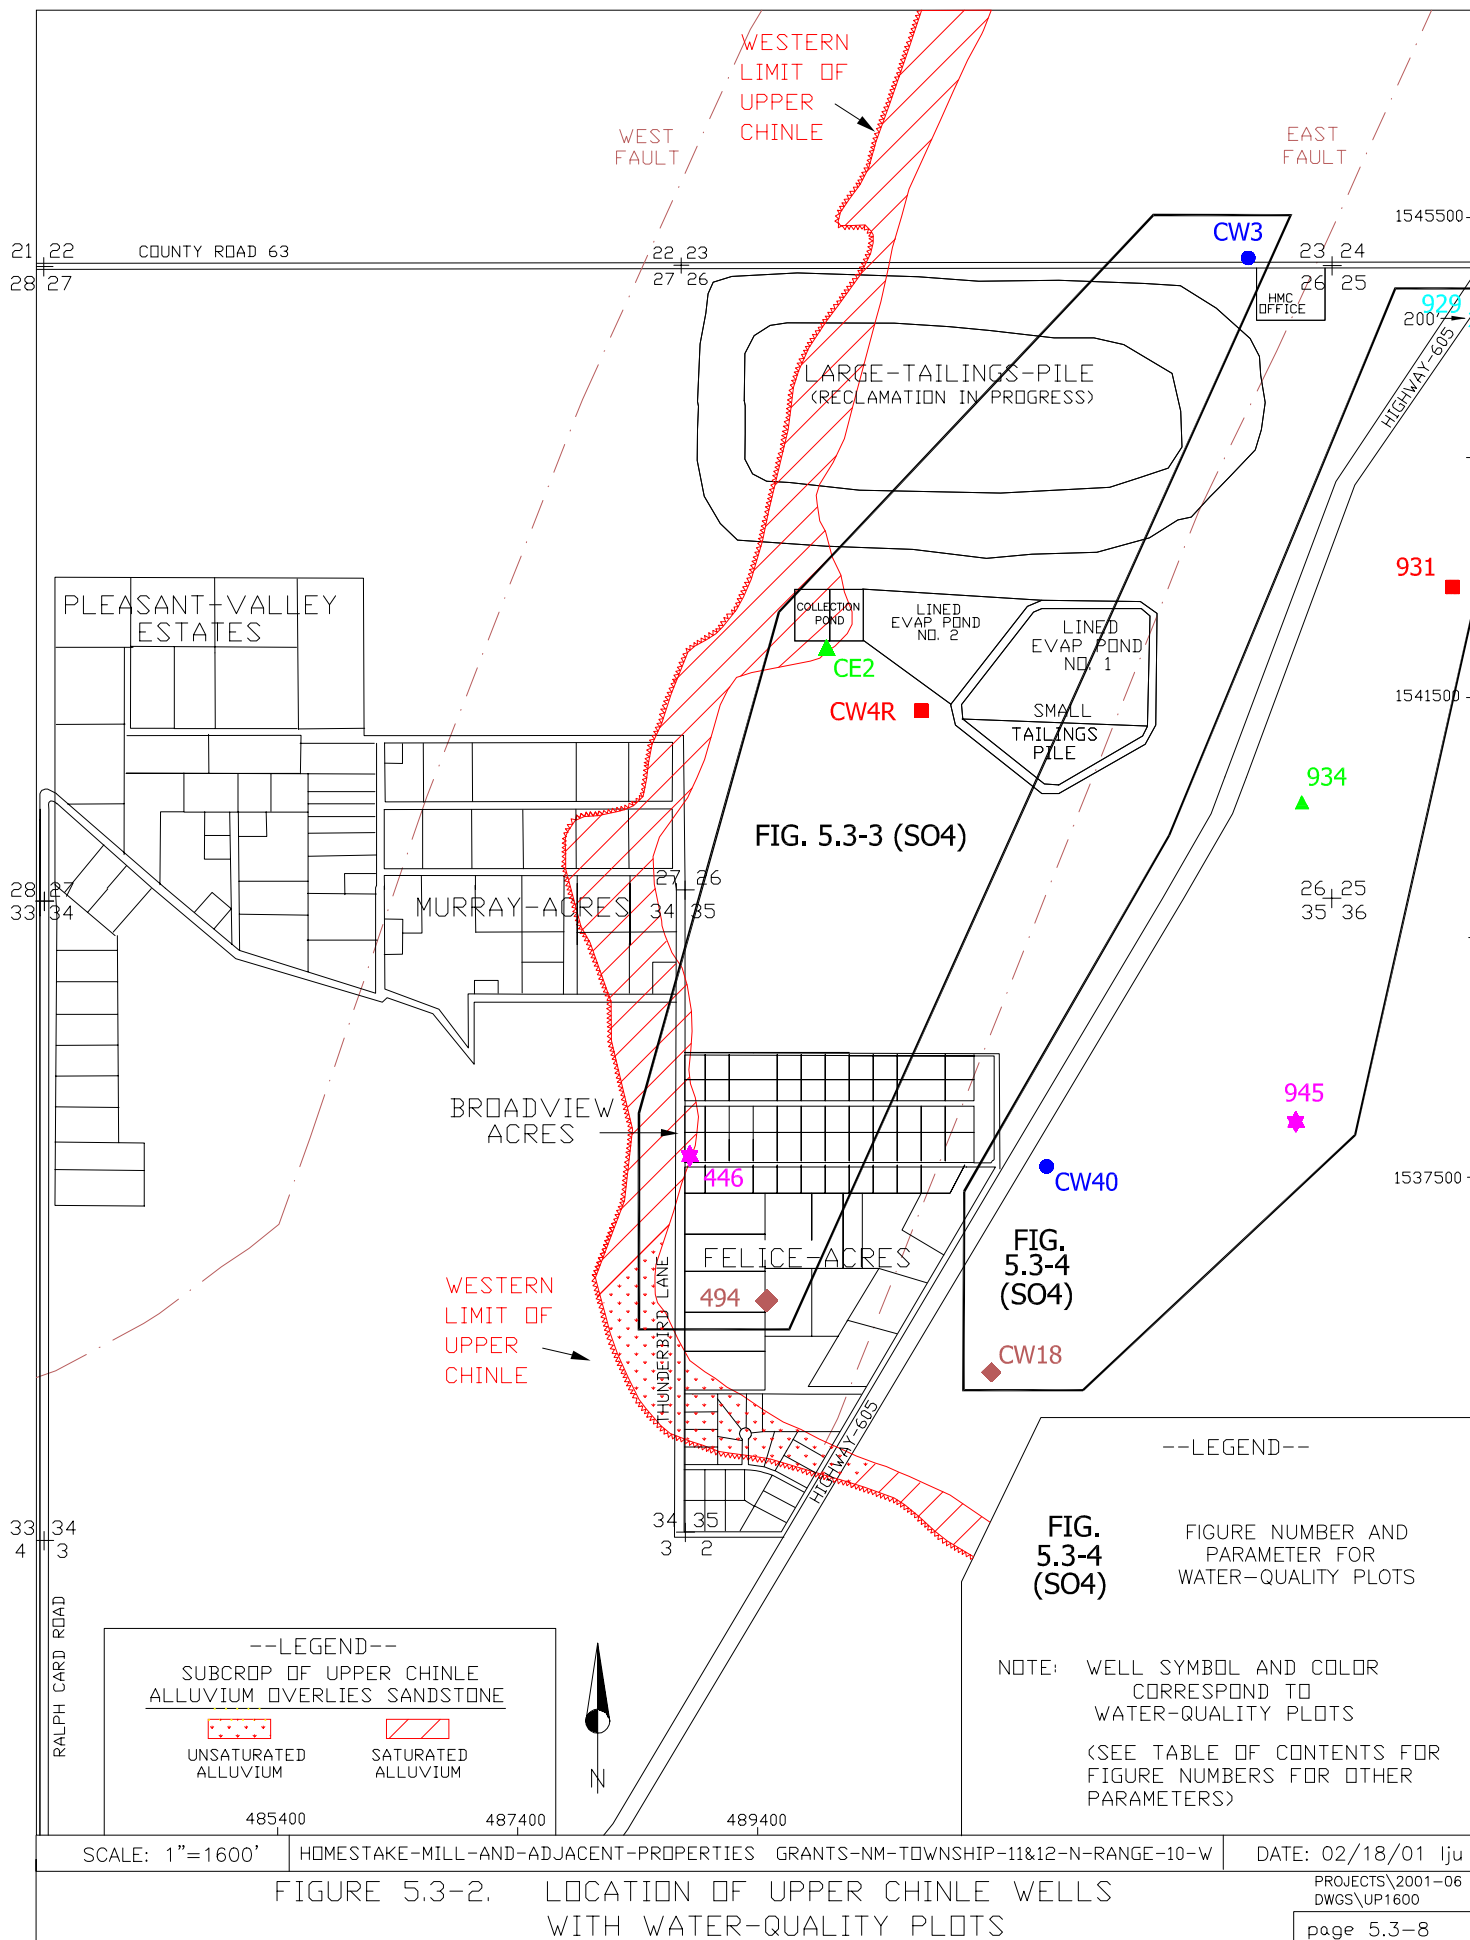 WESTERN
LIMIT OF
UPPER
CHINLE
WEST
FAULT
EAST
FAULT
1545500
CW3
21 22
COUNTY ROAD 63
22 23
23 24
28 27
27 26
26 25
HMC
OFFICE
929
200'
HIGHWAY-605
LARGE-TAILINGS-PILE
(RECLAMATION IN PROGRESS)
931
PLEASANT-VALLEY
ESTATES
COLLECTION
POND
LINED
EVAP POND
NO. 2
LINED
EVAP POND
NO. 1
CE2
CW4R
SMALL
TAILINGS
PILE
1541500
934
FIG. 5.3-3 (SO4)
28 27
33 34
27 26
34 35
MURRAY-ACRES
26 25
35 36
BROADVIEW
ACRES
945
446
CW40
1537500
FELICE-ACRES
FIG.
5.3-4
(SO4)
WESTERN
LIMIT OF
UPPER
CHINLE
THUNDERBIRD LANE
494
CW18
HIGHWAY-605
--LEGEND--
FIG.
5.3-4
(SO4)
FIGURE NUMBER AND
PARAMETER FOR
WATER-QUALITY PLOTS
33 34
4 3
34 35
3 2
RALPH CARD ROAD
--LEGEND--
SUBCROP OF UPPER CHINLE
ALLUVIUM OVERLIES SANDSTONE
UNSATURATED
ALLUVIUM
SATURATED
ALLUVIUM
N
NOTE: WELL SYMBOL AND COLOR
CORRESPOND TO
WATER-QUALITY PLOTS
(SEE TABLE OF CONTENTS FOR
FIGURE NUMBERS FOR OTHER
PARAMETERS)
485400
487400
489400
SCALE: 1"=1600'
HOMESTAKE-MILL-AND-ADJACENT-PROPERTIES GRANTS-NM-TOWNSHIP-11&12-N-RANGE-10-W
DATE: 02/18/01 lju
FIGURE 5.3-2. LOCATION OF UPPER CHINLE WELLS
WITH WATER-QUALITY PLOTS
PROJECTS\2001-06
DWGS\UP1600
page 5.3-8